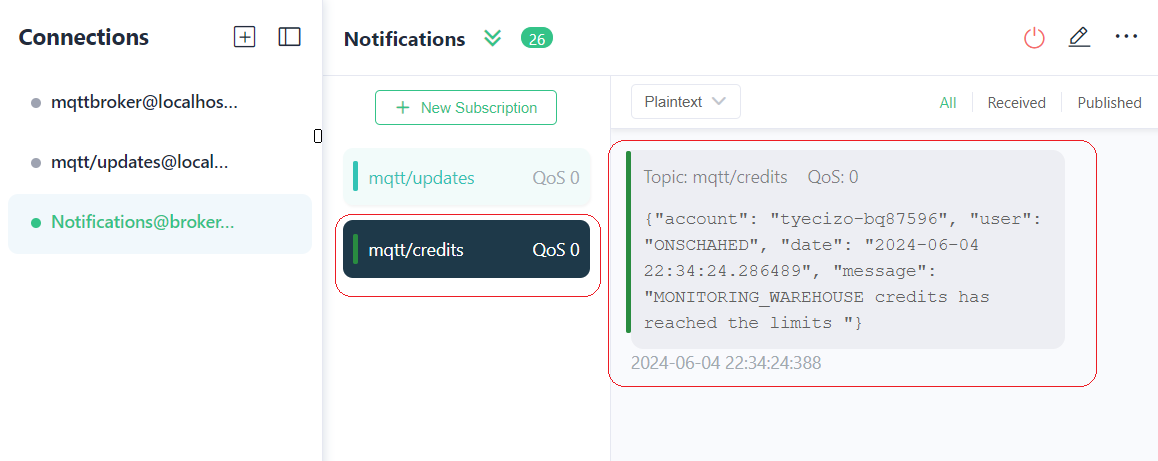 Connections
mqttbroker@localhos...
mqtt/updates@local...
Notifications@broker...
Notifications 26
+ New Subscription
mqtt/updates QoS 0
mqtt/credits QoS 0
Plaintext All Received Published
Topic: mqtt/credits QoS: 0
{"account": "tyecizo-bq87596", "user":
"ONSCHAHED", "date": "2024-06-04
22:34:24.286489", "message":
"MONITORING_WAREHOUSE credits has
reached the limits "}
2024-06-04 22:34:24:388